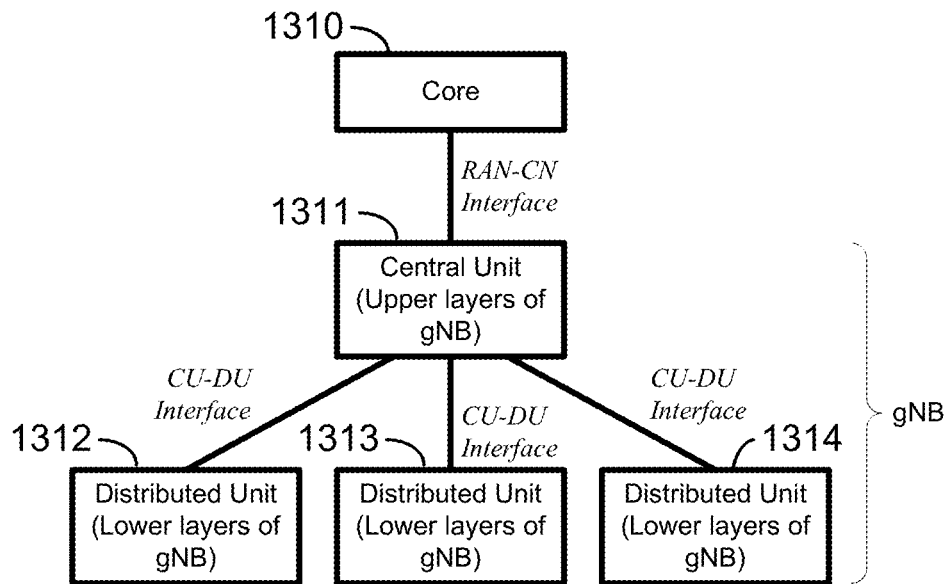 1310
Core
RAN-CN
Interface
1311
Central Unit
(Upper layers of
gNB)
CU-DU
Interface
CU-DU
Interface
CU-DU
Interface
gNB
1312
1313
1314
Distributed Unit
(Lower layers of
gNB)
Distributed Unit
(Lower layers of
gNB)
Distributed Unit
(Lower layers of
gNB)